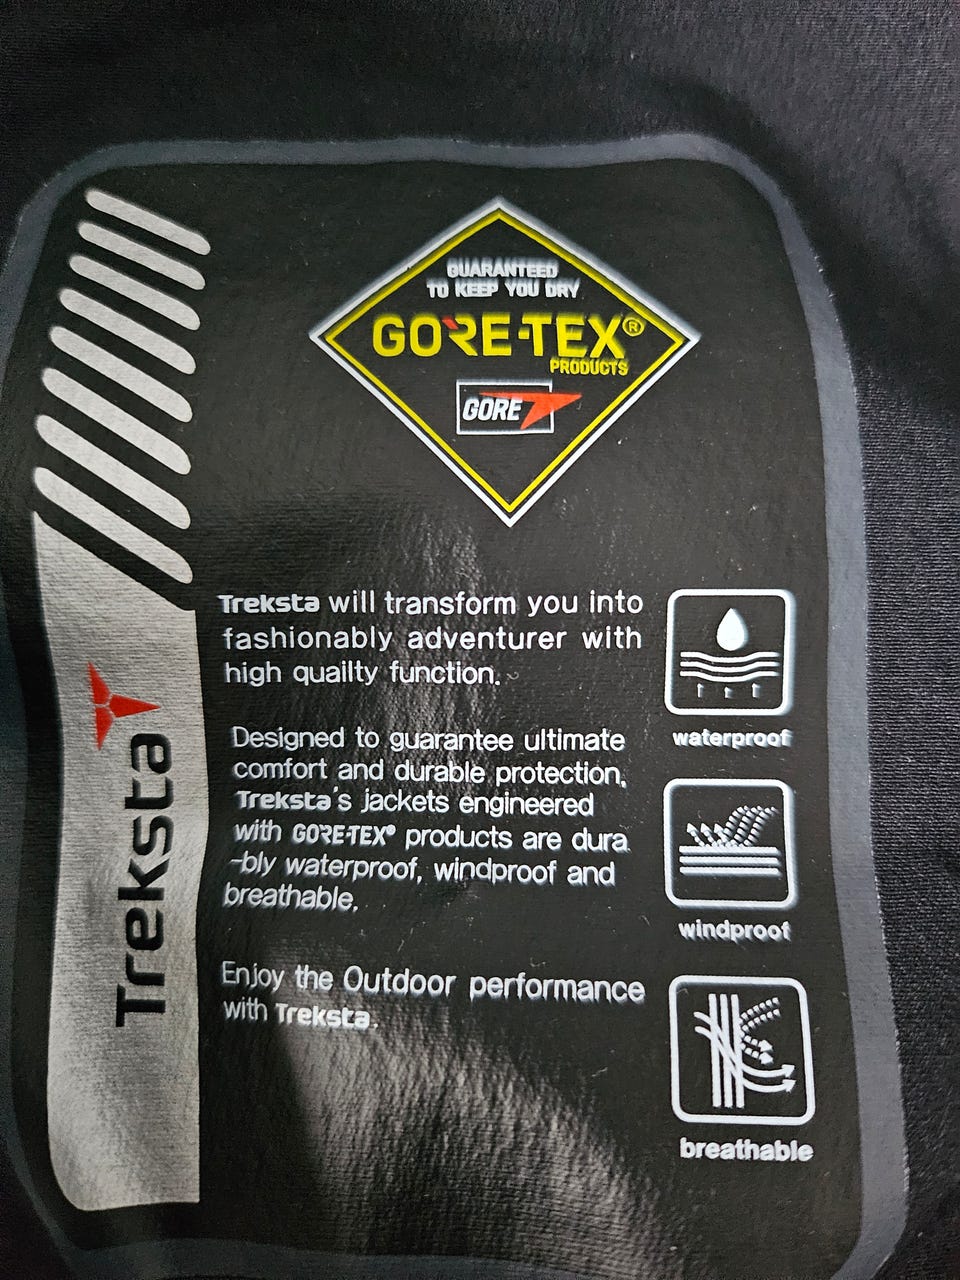 GUARANTEED
TO KEEP YOU DRY
GORE-TEX®
PRODUCTS
GORE
Treksta
Treksta will transform you into
fashionably adventurer with
high quailty function.
Designed to guarantee ultimate
comfort and durable protection.
Treksta's jackets engineered
with GORE-TEX® products are dura
-bly waterproof, windproof and
breathable.
Enjoy the Outdoor performance
with Treksta.
waterproof
windproof
breathable